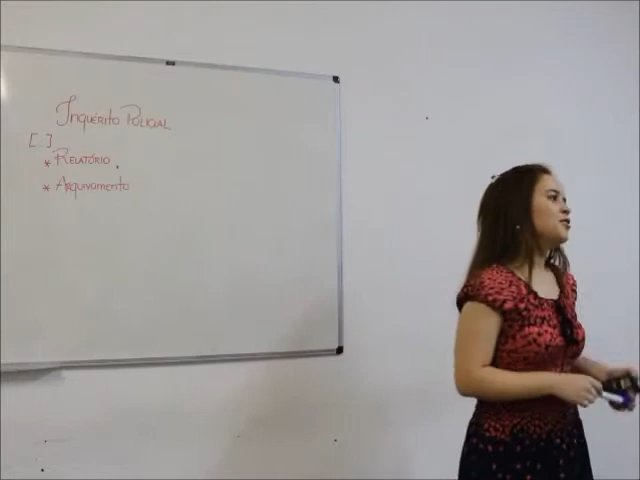 Inquérito Policial
[...]
* Relatório.
* Arquivamento